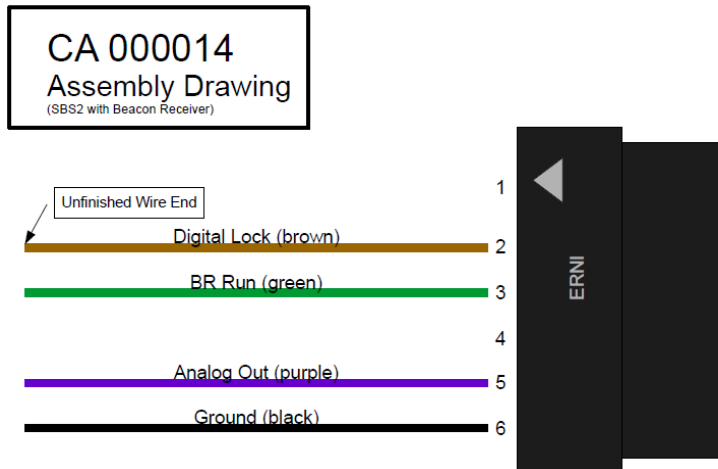 CA 000014
Assembly Drawing
(SBS2 with Beacon Receiver)
Unfinished Wire End
1
Digital Lock (brown)
2
BR Run (green)
3
4
Analog Out (purple)
5
Ground (black)
6
ERNI